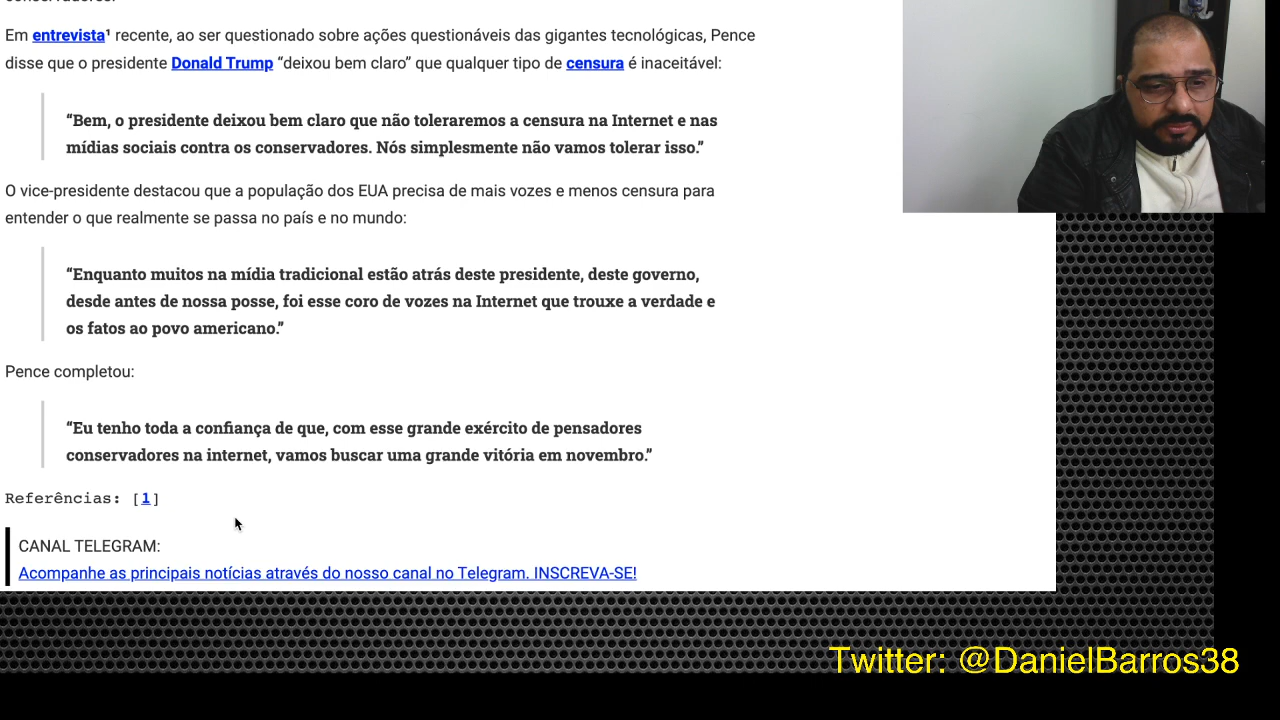 Em entrevista¹ recente, ao ser questionado sobre ações questionáveis das gigantes tecnológicas, Pence
disse que o presidente Donald Trump “deixou bem claro” que qualquer tipo de censura é inaceitável:
“Bem, o presidente deixou bem claro que não toleraremos a censura na Internet e nas
mídias sociais contra os conservadores. Nós simplesmente não vamos tolerar isso.”
O vice-presidente destacou que a população dos EUA precisa de mais vozes e menos censura para
entender o que realmente se passa no país e no mundo:
“Enquanto muitos na mídia tradicional estão atrás deste presidente, deste governo,
desde antes de nossa posse, foi esse coro de vozes na Internet que trouxe a verdade e
os fatos ao povo americano.”
Pence completou:
“Eu tenho toda a confiança de que, com esse grande exército de pensadores
conservadores na internet, vamos buscar uma grande vitória em novembro.”
Referências: [1]
CANAL TELEGRAM:
Acompanhe as principais notícias através do nosso canal no Telegram. INSCREVA-SE!
Twitter: @DanielBarros38